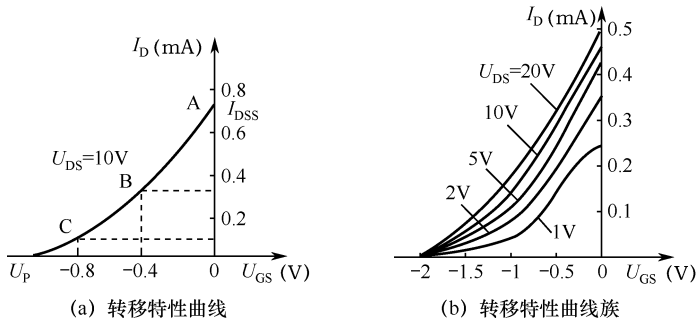 I_D (mA)
0.8
A
I_DSS
0.6
U_DS=10V
B
0.4
C
0.2
U_P
−0.8
−0.4
0
U_GS (V)
(a) 转移特性曲线
I_D (mA)
0.5
U_DS=20V
0.4
10V
0.3
5V
0.2
2V
0.1
1V
−2
−1.5
−1
−0.5
0
U_GS (V)
(b) 转移特性曲线族